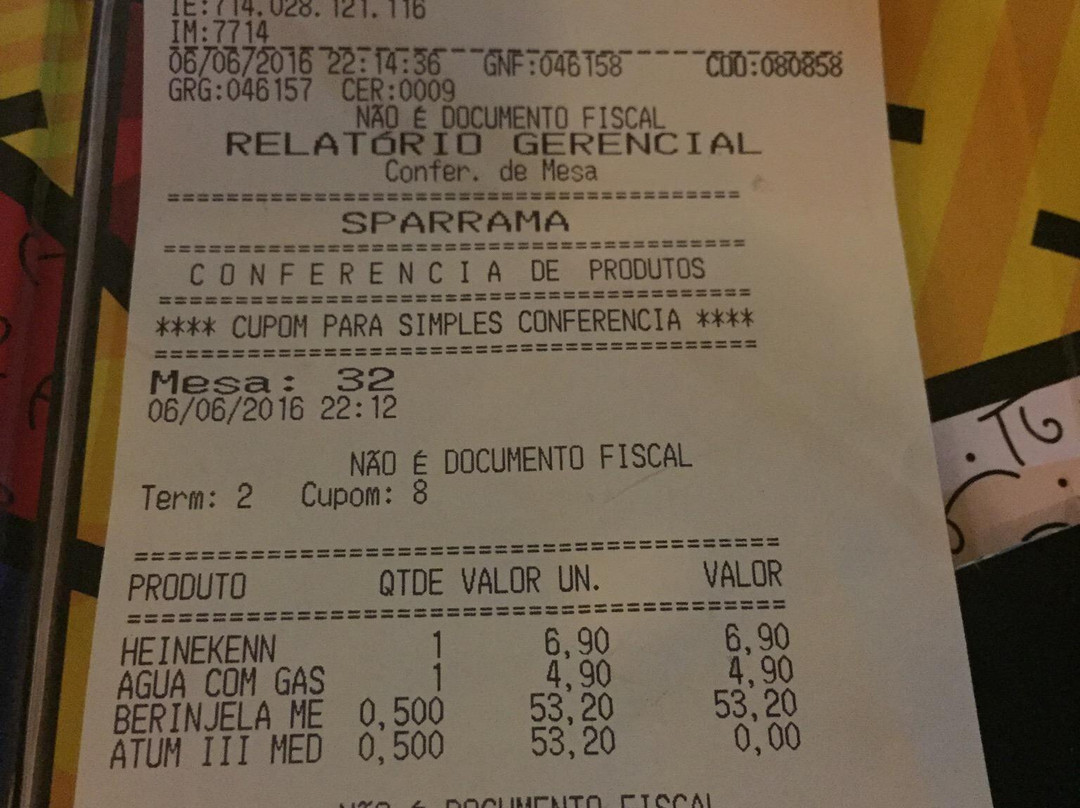 IE:714.028.121.116
IM:7714
06/06/2016 22:14:36 GNF:046158 COO:080858
GRG:046157 CER:0009
NÃO É DOCUMENTO FISCAL
RELATÓRIO GERENCIAL
Confer. de Mesa
========================================
SPARRAMA
========================================
C O N F E R E N C I A DE PRODUTOS
========================================
**** CUPOM PARA SIMPLES CONFERENCIA ****
========================================
Mesa: 32
06/06/2016 22:12
NÃO É DOCUMENTO FISCAL
Term: 2 Cupom: 8
========================================
PRODUTO QTDE VALOR UN. VALOR
========================================
HEINEKENN 1 6,90 6,90
AGUA COM GAS 1 4,90 4,90
BERINJELA ME 0,500 53,20 53,20
ATUM III MED 0,500 53,20 0,00
NÃO É DOCUMENTO FISCAL